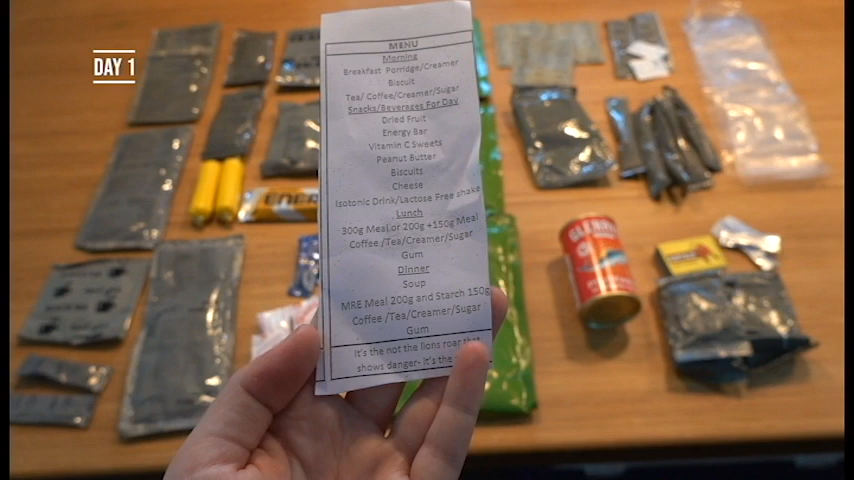 DAY 1
MENU
Morning
Breakfast Porridge/Creamer
Biscuit
Tea/ Coffee/Creamer/Sugar
Snacks/Beverages For Day
Dried Fruit
Energy Bar
Vitamin C Sweets
Peanut Butter
Biscuits
Cheese
Isotonic Drink/Lactose Free shake
Lunch
300g Meal or 200g +150g Meal
Coffee /Tea/Creamer/Sugar
Gum
Dinner
Soup
MRE Meal 200g and Starch 150g
Coffee /Tea/Creamer/Sugar
Gum
It's the not the lions roar that
shows danger- it's the